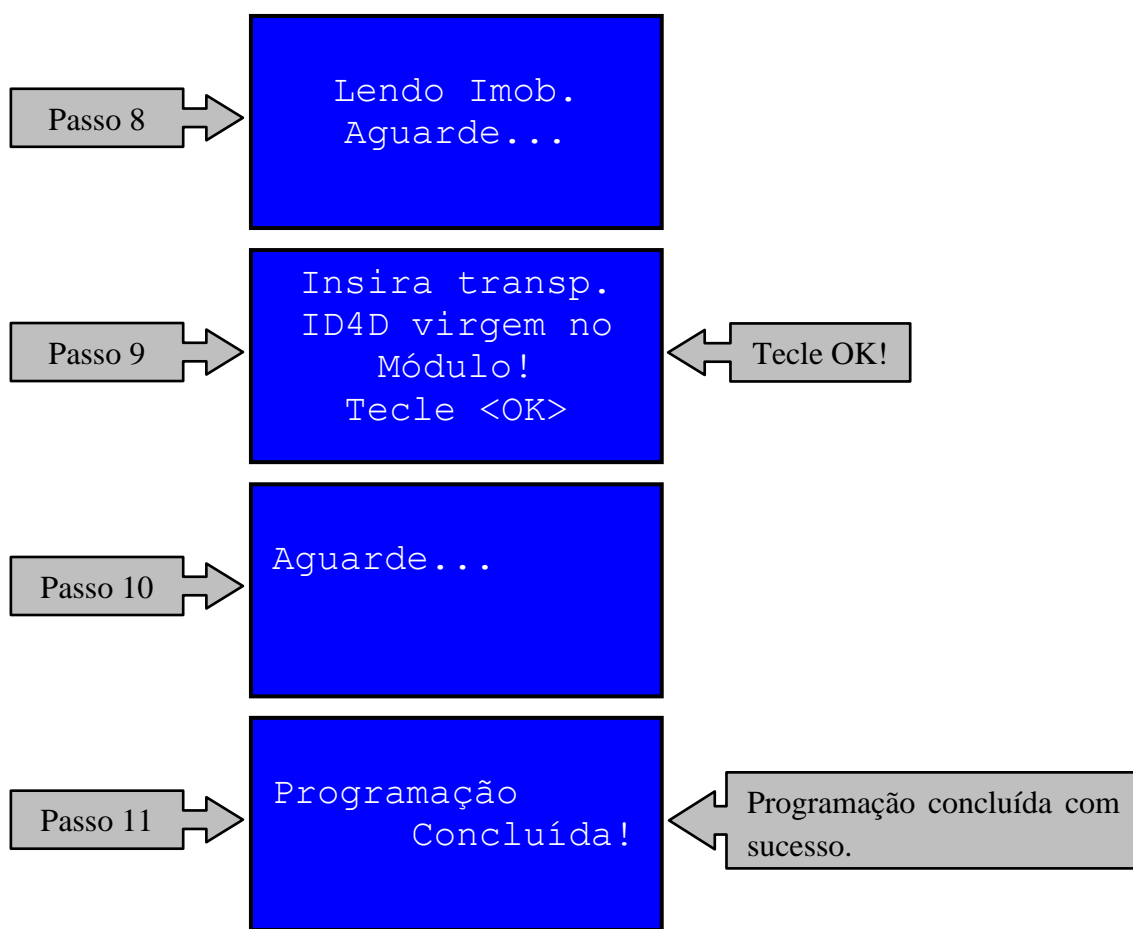 Passo 8
Lendo Imob.
Aguarde...
Passo 9
Insira transp.
ID4D virgem no
Módulo!
Tecle <OK>
Tecle OK!
Passo 10
Aguarde...
Passo 11
Programação
Concluída!
Programação concluída com
sucesso.